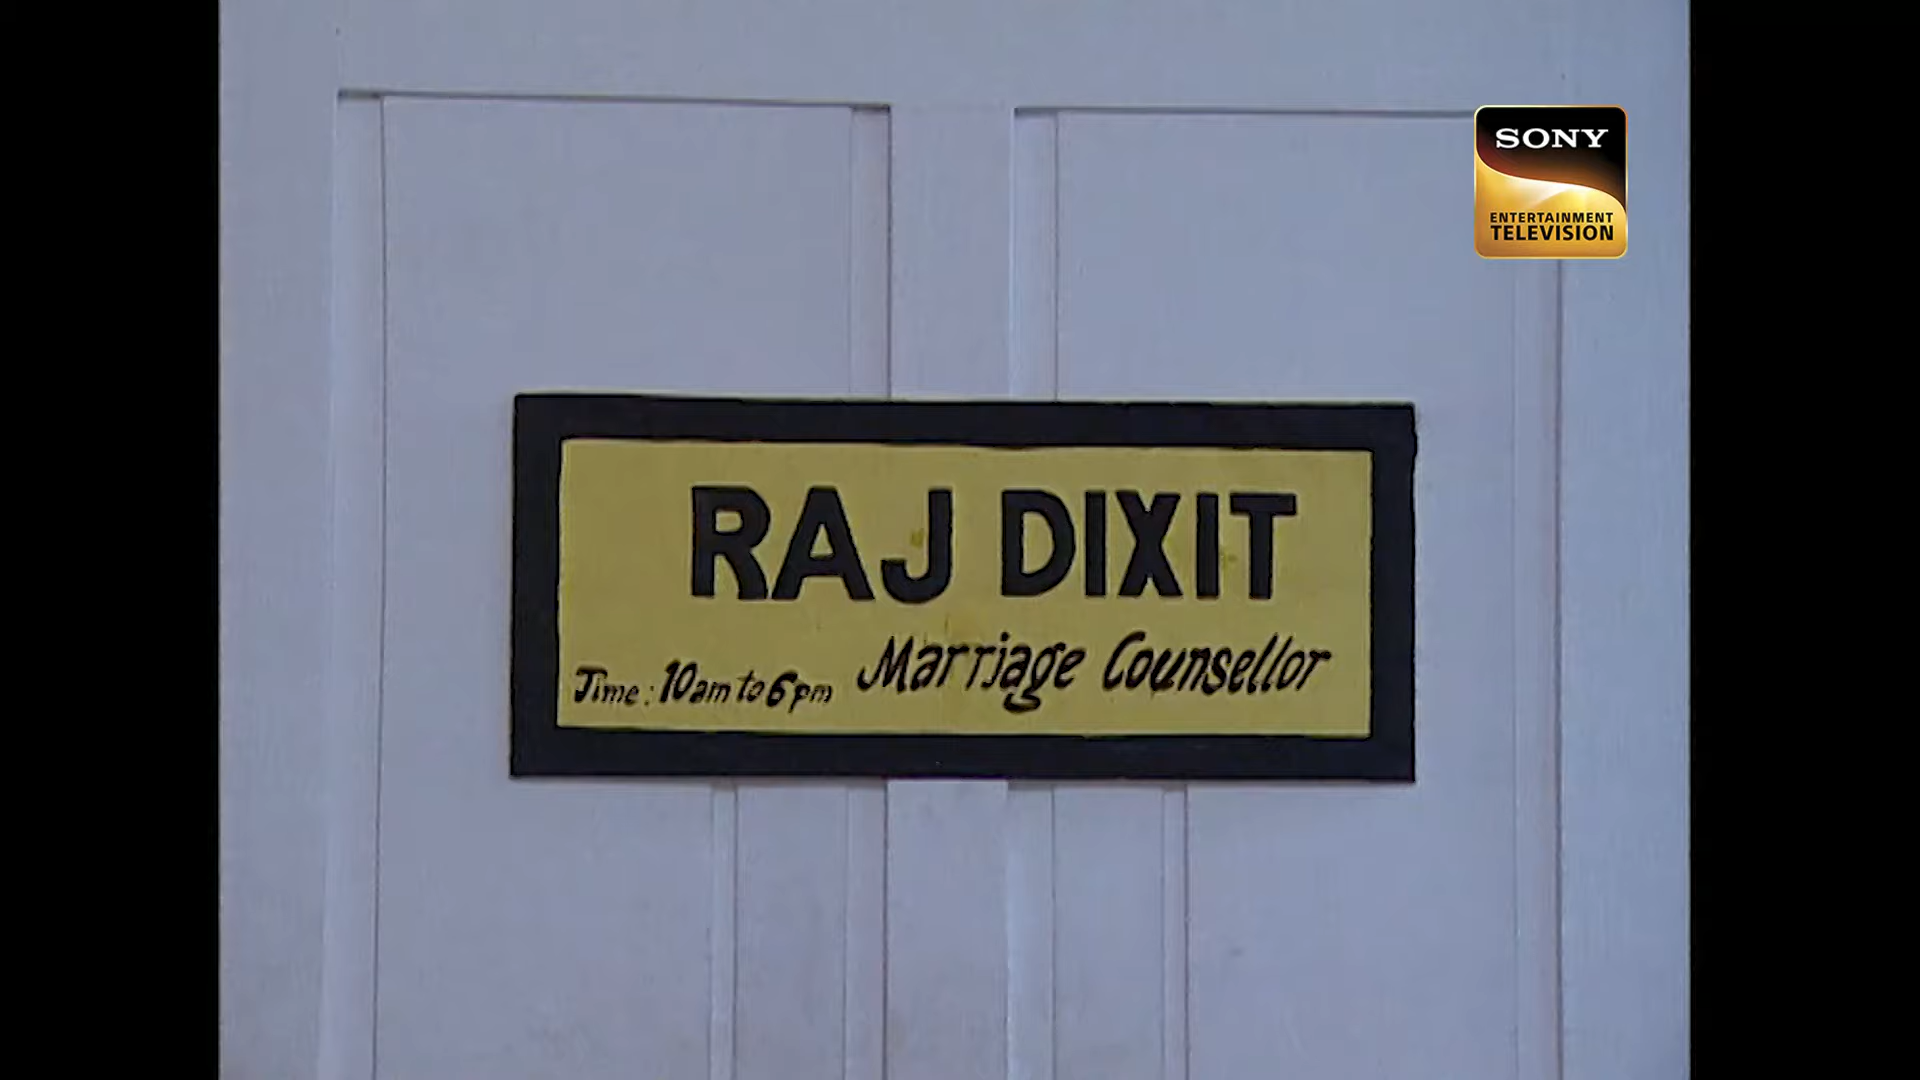 SONY
ENTERTAINMENT
TELEVISION
RAJ DIXIT
Marriage Counsellor
Time: 10am to 6pm